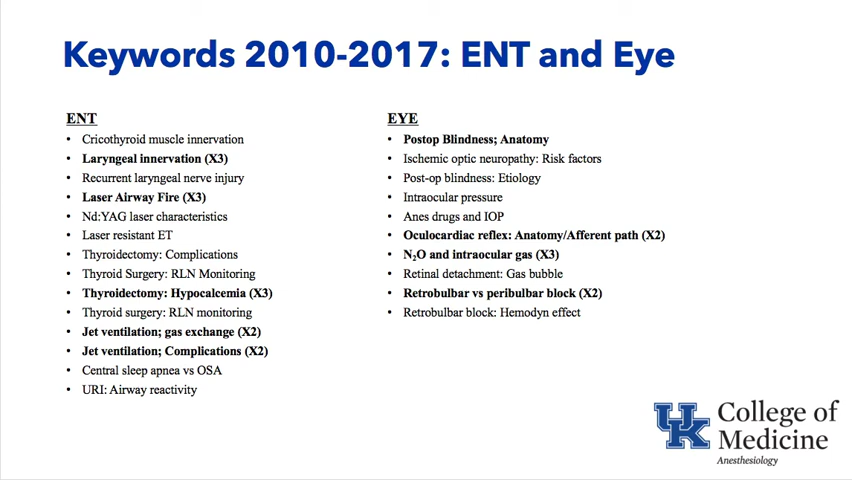 Keywords 2010-2017: ENT and Eye
ENT
• Cricothyroid muscle innervation
• Laryngeal innervation (X3)
• Recurrent laryngeal nerve injury
• Laser Airway Fire (X3)
• Nd:YAG laser characteristics
• Laser resistant ET
• Thyroidectomy: Complications
• Thyroid Surgery: RLN Monitoring
• Thyroidectomy: Hypocalcemia (X3)
• Thyroid surgery: RLN monitoring
• Jet ventilation; gas exchange (X2)
• Jet ventilation; Complications (X2)
• Central sleep apnea vs OSA
• URI: Airway reactivity
EYE
• Postop Blindness; Anatomy
• Ischemic optic neuropathy: Risk factors
• Post-op blindness: Etiology
• Intraocular pressure
• Anes drugs and IOP
• Oculocardiac reflex: Anatomy/Afferent path (X2)
• N₂O and intraocular gas (X3)
• Retinal detachment: Gas bubble
• Retrobulbar vs peribulbar block (X2)
• Retrobulbar block: Hemodyn effect
UK
College of
Medicine
Anesthesiology